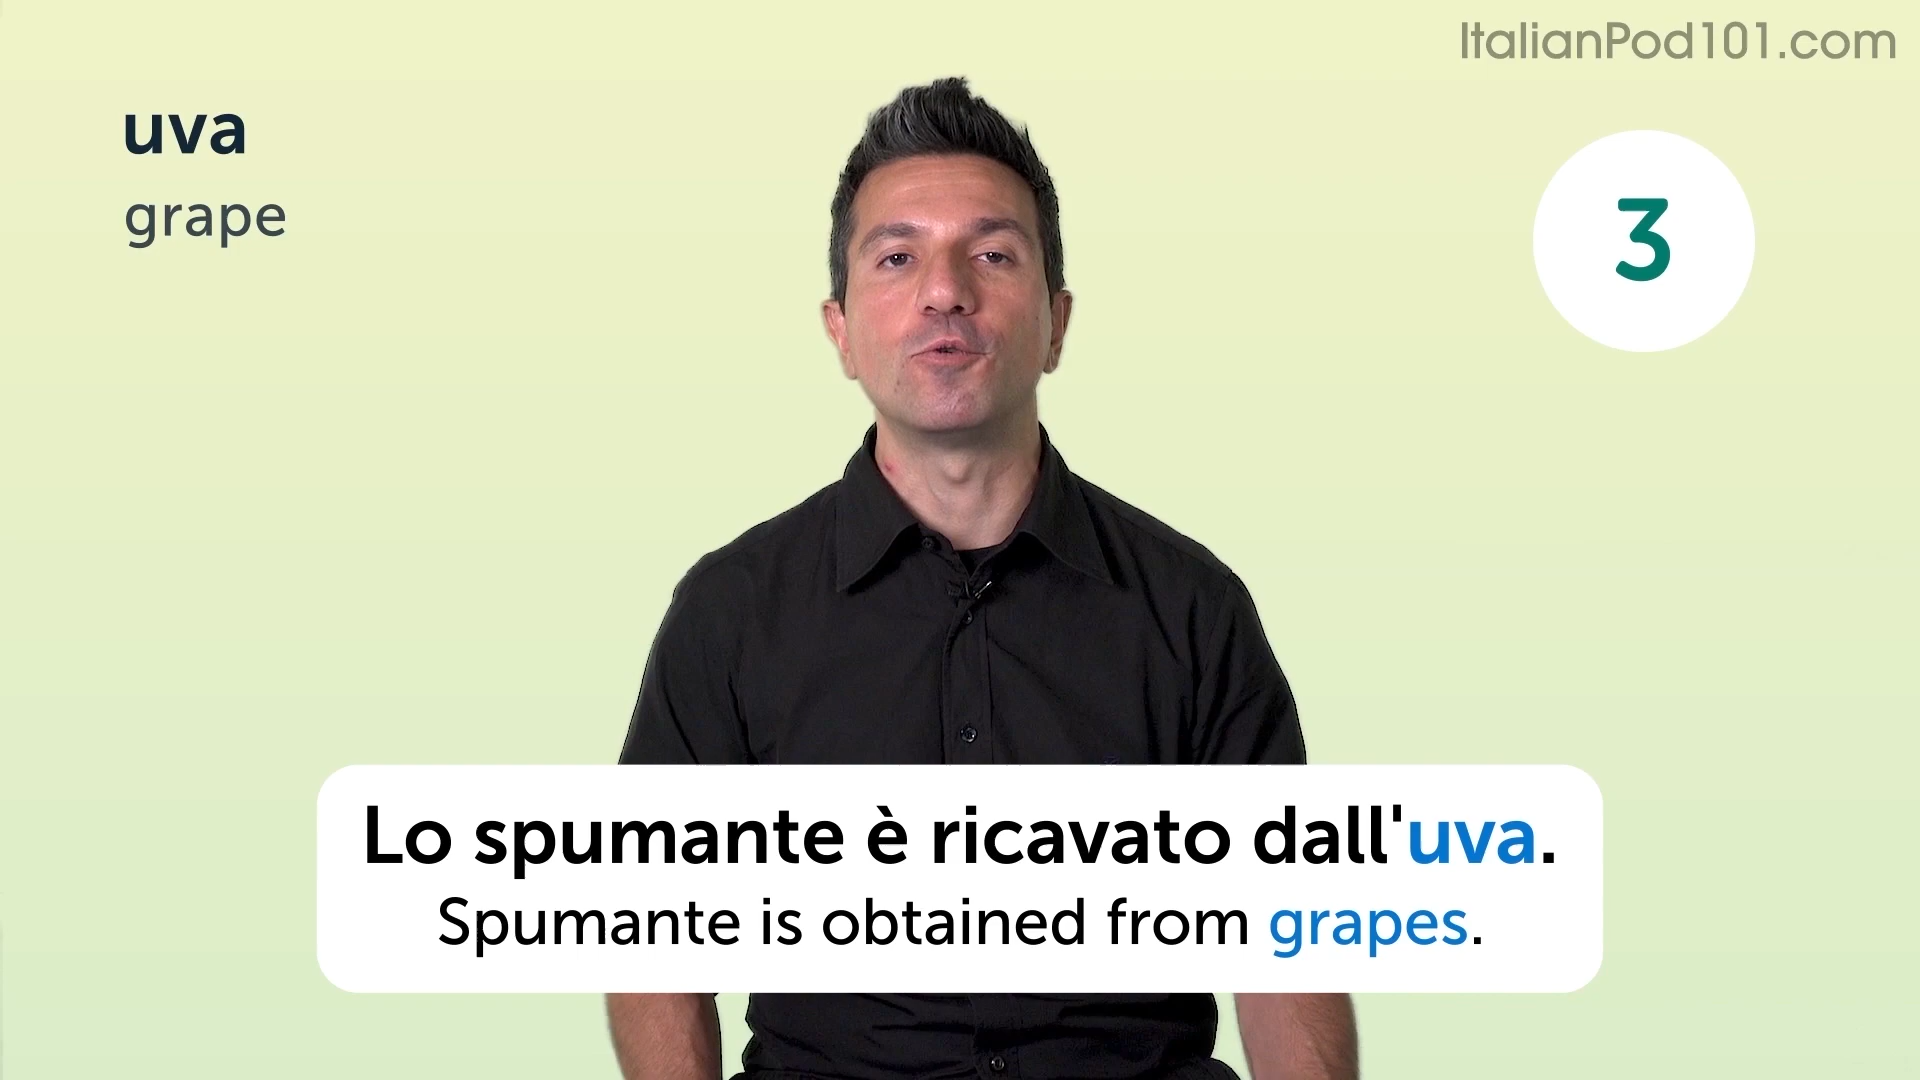 ItalianPod101.com
uva
grape
3
Lo spumante è ricavato dall'uva.
Spumante is obtained from grapes.